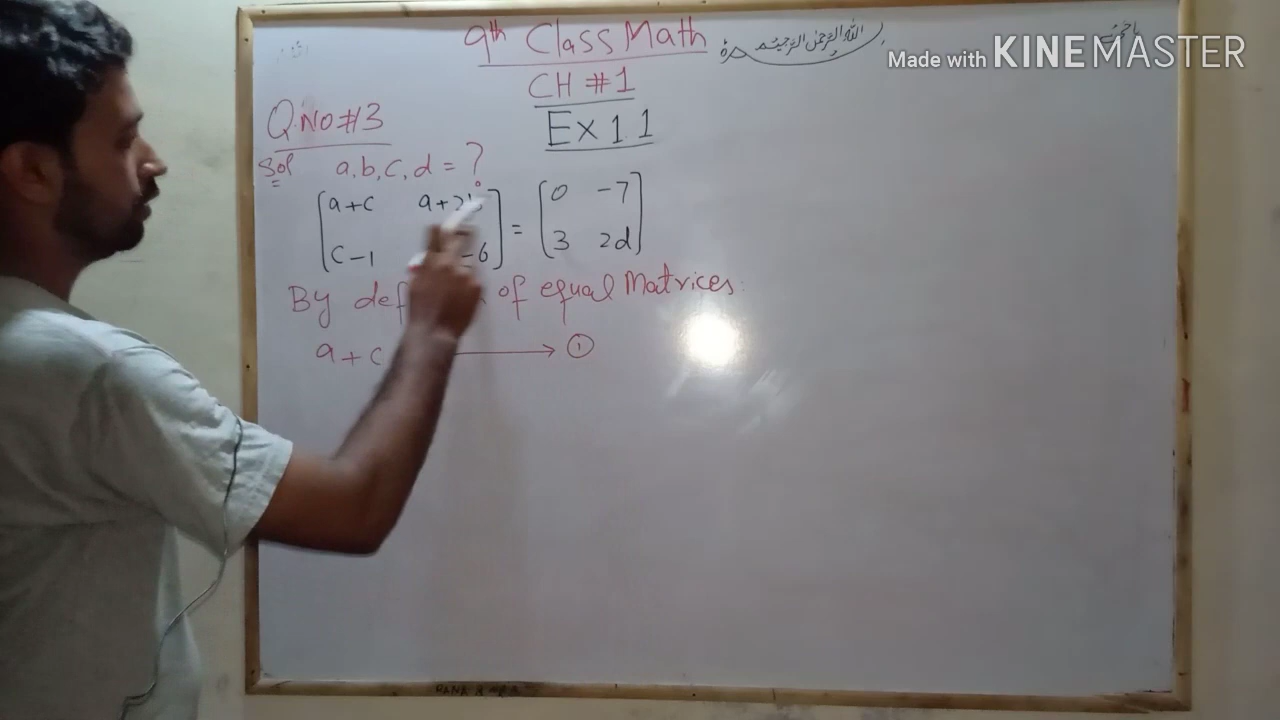 9th Class Math
Made with KINEMASTER
CH #1
Q.No #3
Ex 1 1
Sol a, b, c, d = ?
[a+c a+2b] = [0 -7]
[c-1 -6] [3 2d]
By def of equal Matrices:
a+c → ①